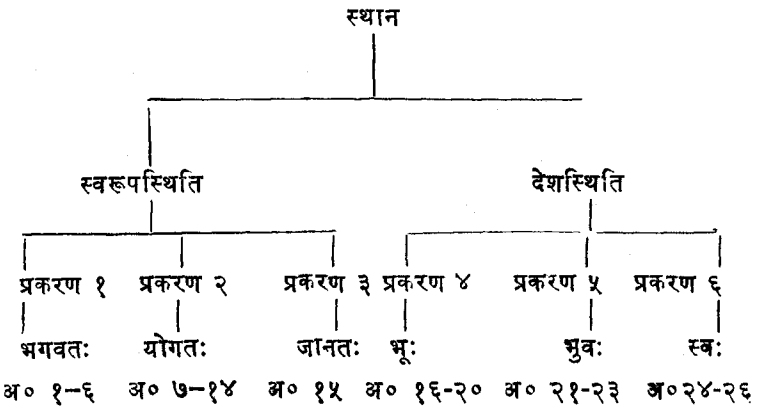 स्थान
स्वरूपस्थिति देशस्थिति
प्रकरण १ प्रकरण २ प्रकरण ३ प्रकरण ४ प्रकरण ५ प्रकरण ६
भगवतः योगतः जानतः भूः भुवः स्वः
अ० १–६ अ० ७–१४ अ० १५ अ० १६-२० अ० २१-२३ अ०२४-२६